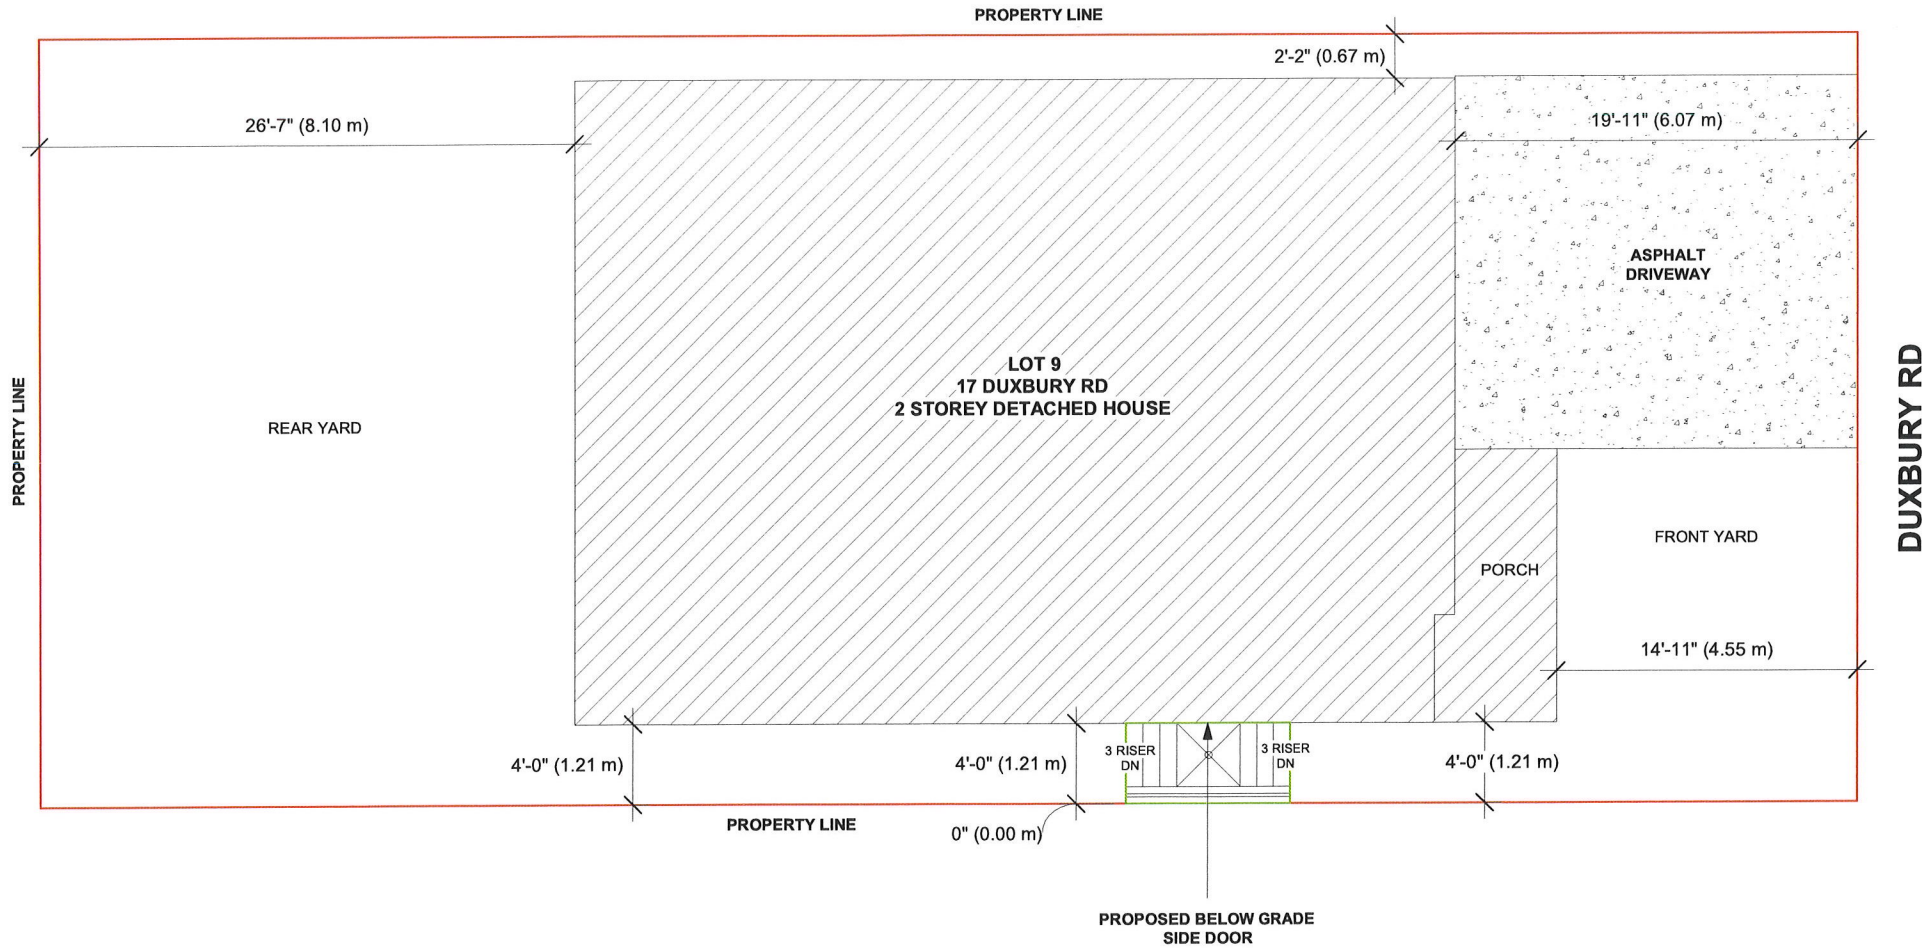 PROPERTY LINE
2'-2" (0.67 m)
26'-7" (8.10 m)
19'-11" (6.07 m)
ASPHALT
DRIVEWAY
LOT 9
17 DUXBURY RD
2 STOREY DETACHED HOUSE
PROPERTY LINE
REAR YARD
DUXBURY RD
FRONT YARD
PORCH
14'-11" (4.55 m)
4'-0" (1.21 m)
4'-0" (1.21 m)
3 RISER
DN
3 RISER
DN
4'-0" (1.21 m)
PROPERTY LINE
0" (0.00 m)
PROPOSED BELOW GRADE
SIDE DOOR